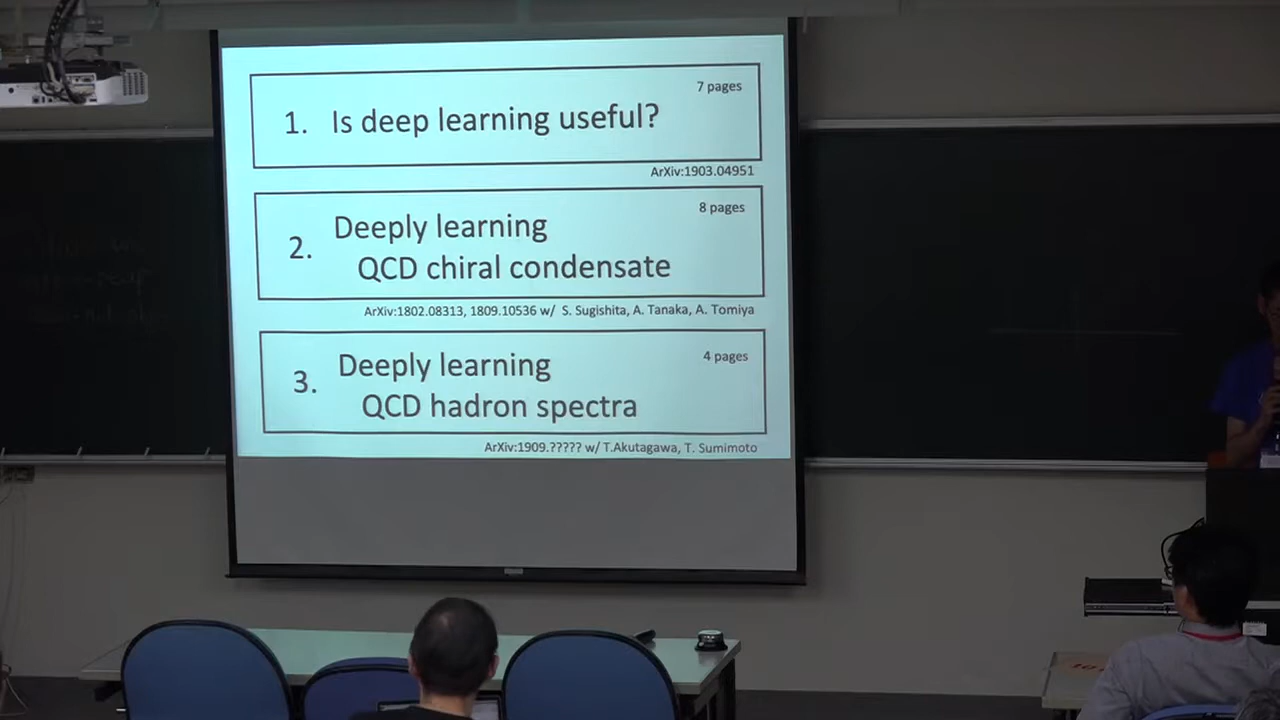 7 pages
1. Is deep learning useful?
ArXiv:1903.04951
8 pages
2. Deeply learning
QCD chiral condensate
ArXiv:1802.08313, 1809.10536 w/ S. Sugishita, A. Tanaka, A. Tomiya
4 pages
3. Deeply learning
QCD hadron spectra
ArXiv:1909.????? w/ T.Akutagawa, T. Sumimoto